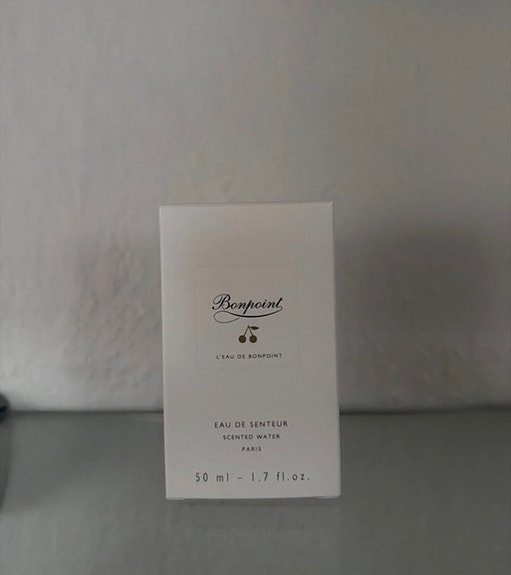 Bonpoint
L'EAU DE BONPOINT
EAU DE SENTEUR
SCENTED WATER
PARIS
50 ml - 1.7 fl.oz.